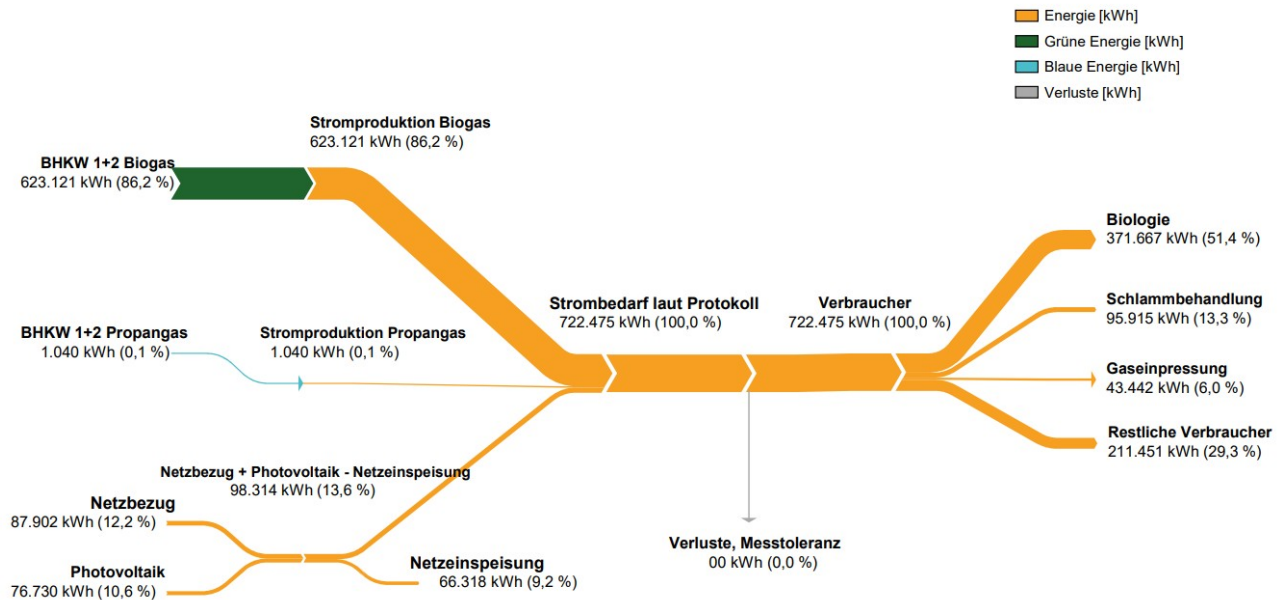 Energie [kWh]
Grüne Energie [kWh]
Blaue Energie [kWh]
Verluste [kWh]
Stromproduktion Biogas
623.121 kWh (86,2 %)
BHKW 1+2 Biogas
623.121 kWh (86,2 %)
Biologie
371.667 kWh (51,4 %)
Strombedarf laut Protokoll
722.475 kWh (100,0 %)
Verbraucher
722.475 kWh (100,0 %)
Schlammbehandlung
95.915 kWh (13,3 %)
BHKW 1+2 Propangas
1.040 kWh (0,1 %)
Stromproduktion Propangas
1.040 kWh (0,1 %)
Gaseinpressung
43.442 kWh (6,0 %)
Restliche Verbraucher
211.451 kWh (29,3 %)
Netzbezug + Photovoltaik - Netzeinspeisung
98.314 kWh (13,6 %)
Netzbezug
87.902 kWh (12,2 %)
Verluste, Messtoleranz
00 kWh (0,0 %)
Netzeinspeisung
66.318 kWh (9,2 %)
Photovoltaik
76.730 kWh (10,6 %)